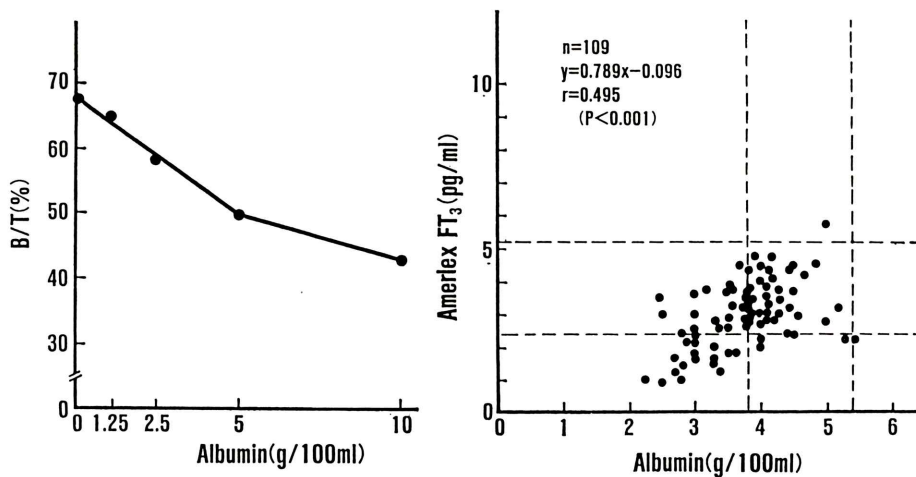 B/T(%)
70
60
50
40
0
0 1.25 2.5 5 10
Albumin(g/100ml)
Amerlex FT₃(pg/ml)
10
5
0
n=109
y=0.789x−0.096
r=0.495
(P<0.001)
0 1 2 3 4 5 6
Albumin(g/100ml)